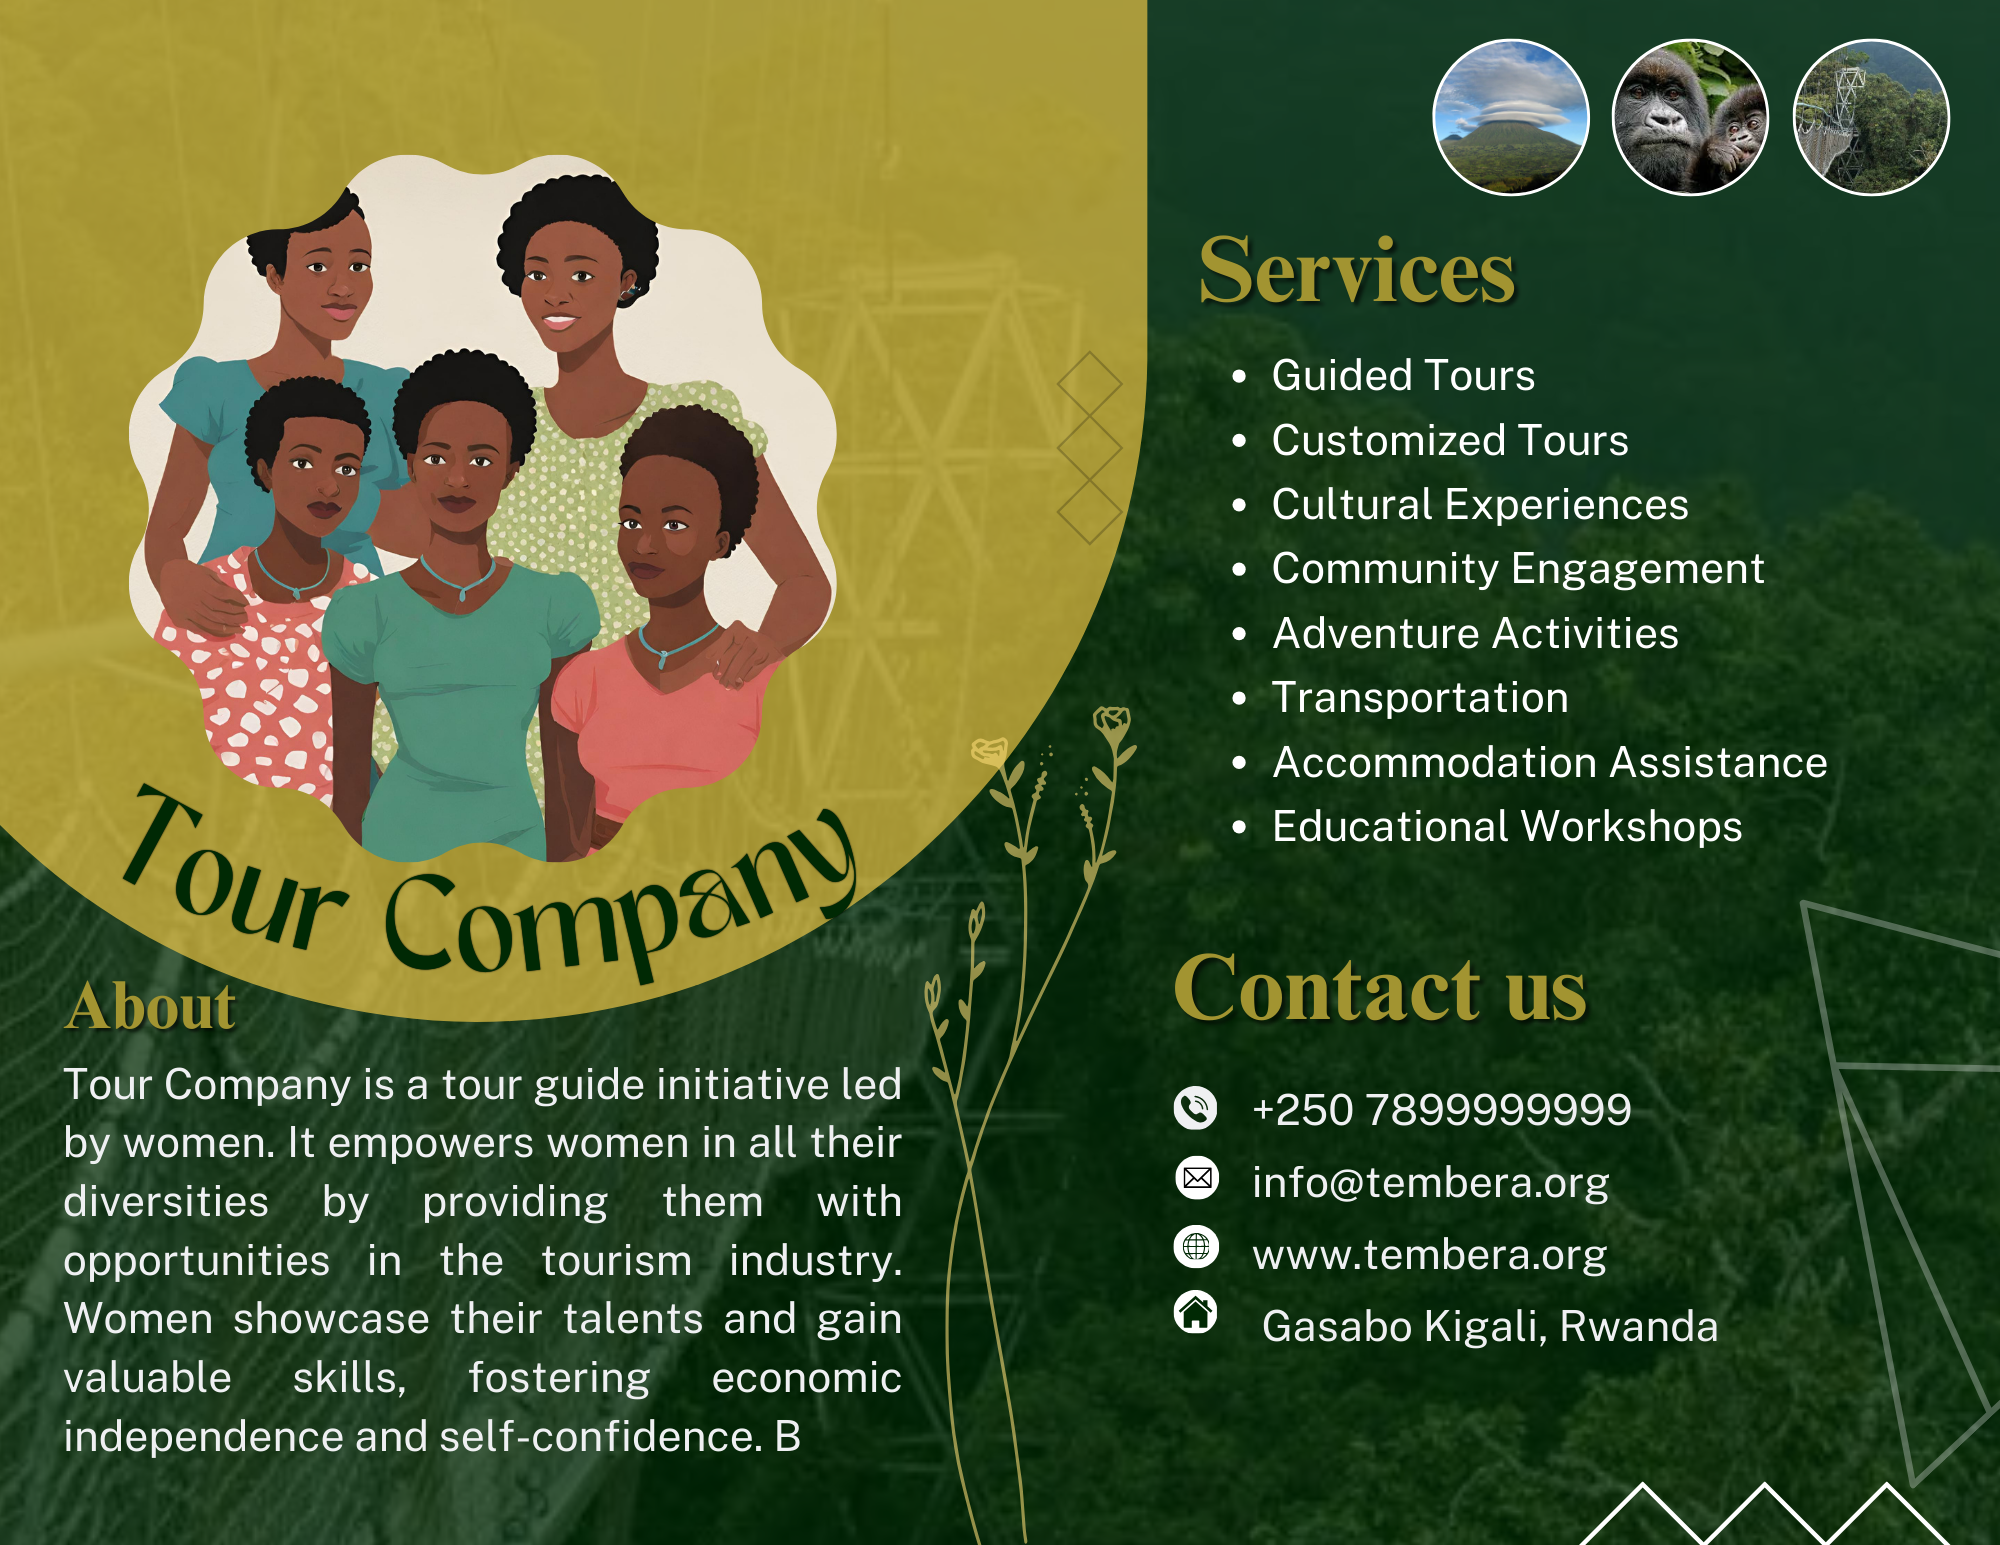 Tour Company
About
Tour Company is a tour guide initiative led
by women. It empowers women in all their
diversities by providing them with
opportunities in the tourism industry.
Women showcase their talents and gain
valuable skills, fostering economic
independence and self-confidence. B
Services
• Guided Tours
• Customized Tours
• Cultural Experiences
• Community Engagement
• Adventure Activities
• Transportation
• Accommodation Assistance
• Educational Workshops
Contact us
+250 7899999999
info@tembera.org
www.tembera.org
Gasabo Kigali, Rwanda